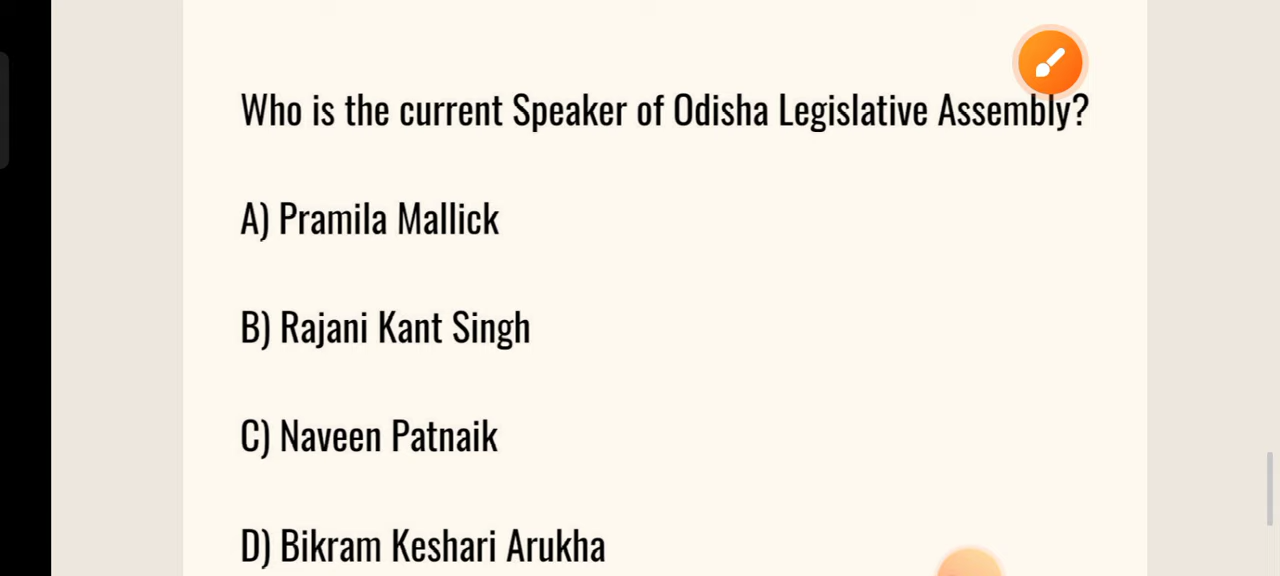 Who is the current Speaker of Odisha Legislative Assembly?
A) Pramila Mallick
B) Rajani Kant Singh
C) Naveen Patnaik
D) Bikram Keshari Arukha